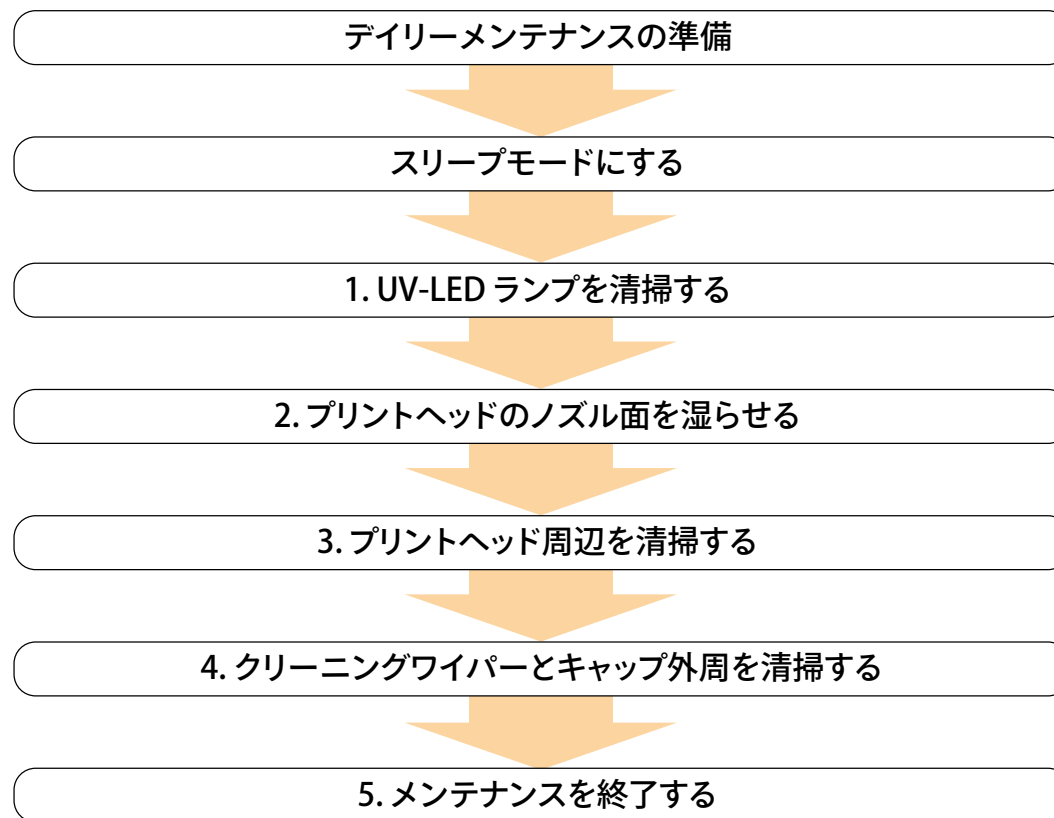 デイリーメンテナンスの準備
スリープモードにする
1. UV-LED ランプを清掃する
2. プリントヘッドのノズル面を湿らせる
3. プリントヘッド周辺を清掃する
4. クリーニングワイパーとキャップ外周を清掃する
5. メンテナンスを終了する